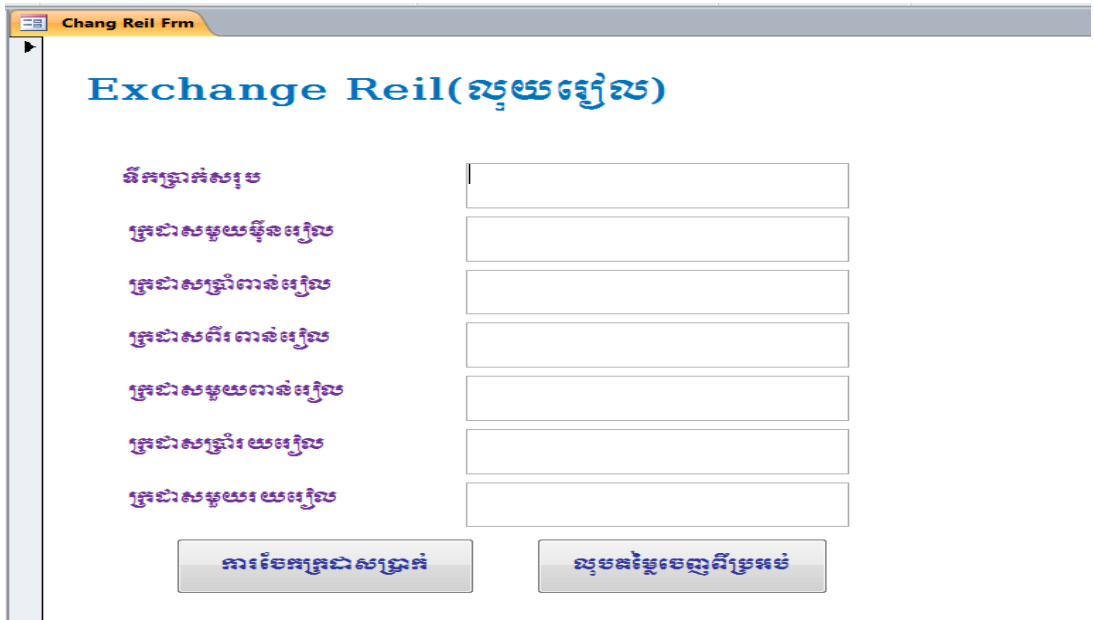 Chang Reil Frm
Exchange Reil(លុយរៀល)
ទឹកប្រាក់សរុប
ក្រដាសមួយម៉ឺនរៀល
ក្រដាសប្រាំពាន់រៀល
ក្រដាសពីរពាន់រៀល
ក្រដាសមួយពាន់រៀល
ក្រដាសប្រាំរយរៀល
ក្រដាសមួយរយរៀល
ការចែកក្រដាសប្រាក់ លុបតម្លៃចេញពីប្រអប់